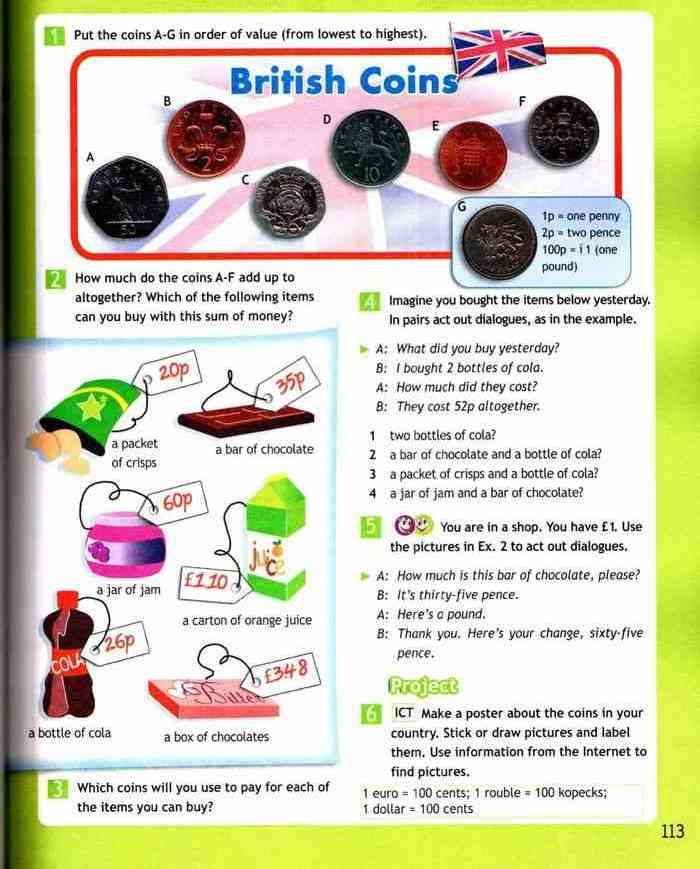 1 Put the coins A-G in order of value (from lowest to highest).
British Coins
A
B
C
D
E
F
G
50
2
10
5
1p = one penny
2p = two pence
100p = i 1 (one
pound)
2 How much do the coins A-F add up to
altogether? Which of the following items
can you buy with this sum of money?
20p
a packet
of crisps
35p
a bar of chocolate
60p
a jar of jam
juice
£1.10
a carton of orange juice
COLA
26p
a bottle of cola
£3.48
a box of chocolates
3 Which coins will you use to pay for each of
the items you can buy?
4 Imagine you bought the items below yesterday.
In pairs act out dialogues, as in the example.
A: What did you buy yesterday?
B: I bought 2 bottles of cola.
A: How much did they cost?
B: They cost 52p altogether.
1 two bottles of cola?
2 a bar of chocolate and a bottle of cola?
3 a packet of crisps and a bottle of cola?
4 a jar of jam and a bar of chocolate?
5 You are in a shop. You have £1. Use
the pictures in Ex. 2 to act out dialogues.
A: How much is this bar of chocolate, please?
B: It's thirty-five pence.
A: Here's a pound.
B: Thank you. Here's your change, sixty-five
pence.
Project
6 ICT Make a poster about the coins in your
country. Stick or draw pictures and label
them. Use information from the Internet to
find pictures.
1 euro = 100 cents; 1 rouble = 100 kopecks;
1 dollar = 100 cents
113